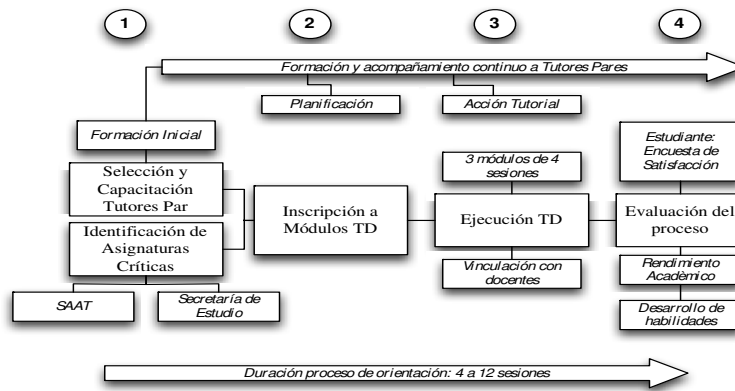 1
2
3
4
Formación y acompañamiento continuo a Tutores Pares
Planificación
Acción Tutorial
Formación Inicial
Selección y
Capacitación
Tutores Par
Identificación de
Asignaturas
Críticas
SAAT
Secretaría de
Estudio
Inscripción a
Módulos TD
3 módulos de 4
sesiones
Ejecución TD
Vinculación con
docentes
Estudiante:
Encuesta de
Satisfacción
Evaluación del
proceso
Rendimiento
Acadèmico
Desarrollo de
habilidades
Duración proceso de orientación: 4 a 12 sesiones